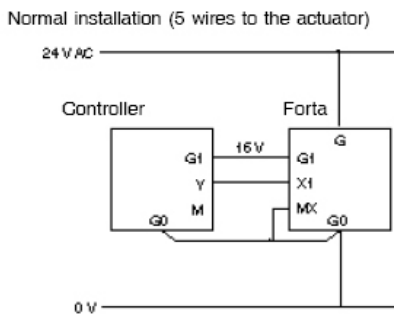 Normal installation (5 wires to the actuator)
24 V AC
Controller Forta
G
G1 16 V G1
Y X1
M MX
G0 G0
0 V